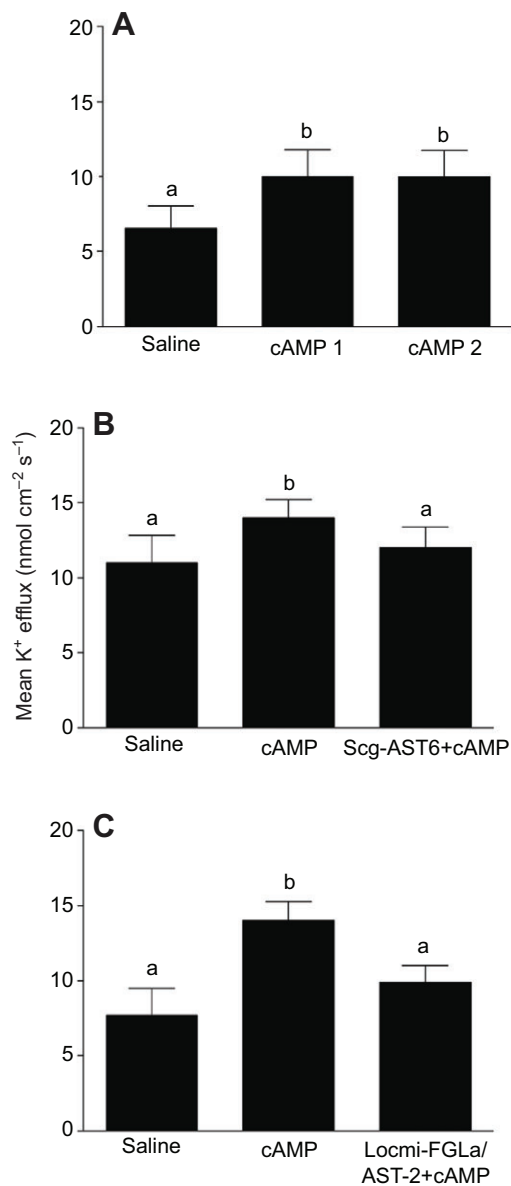 A
20
15
10
5
0
a
b
b
Saline
cAMP 1
cAMP 2
Mean K⁺ efflux (nmol cm⁻² s⁻¹)
B
20
15
10
5
0
a
b
a
Saline
cAMP
Scg-AST6+cAMP
C
20
15
10
5
0
a
b
a
Saline
cAMP
Locmi-FGLa/
AST-2+cAMP